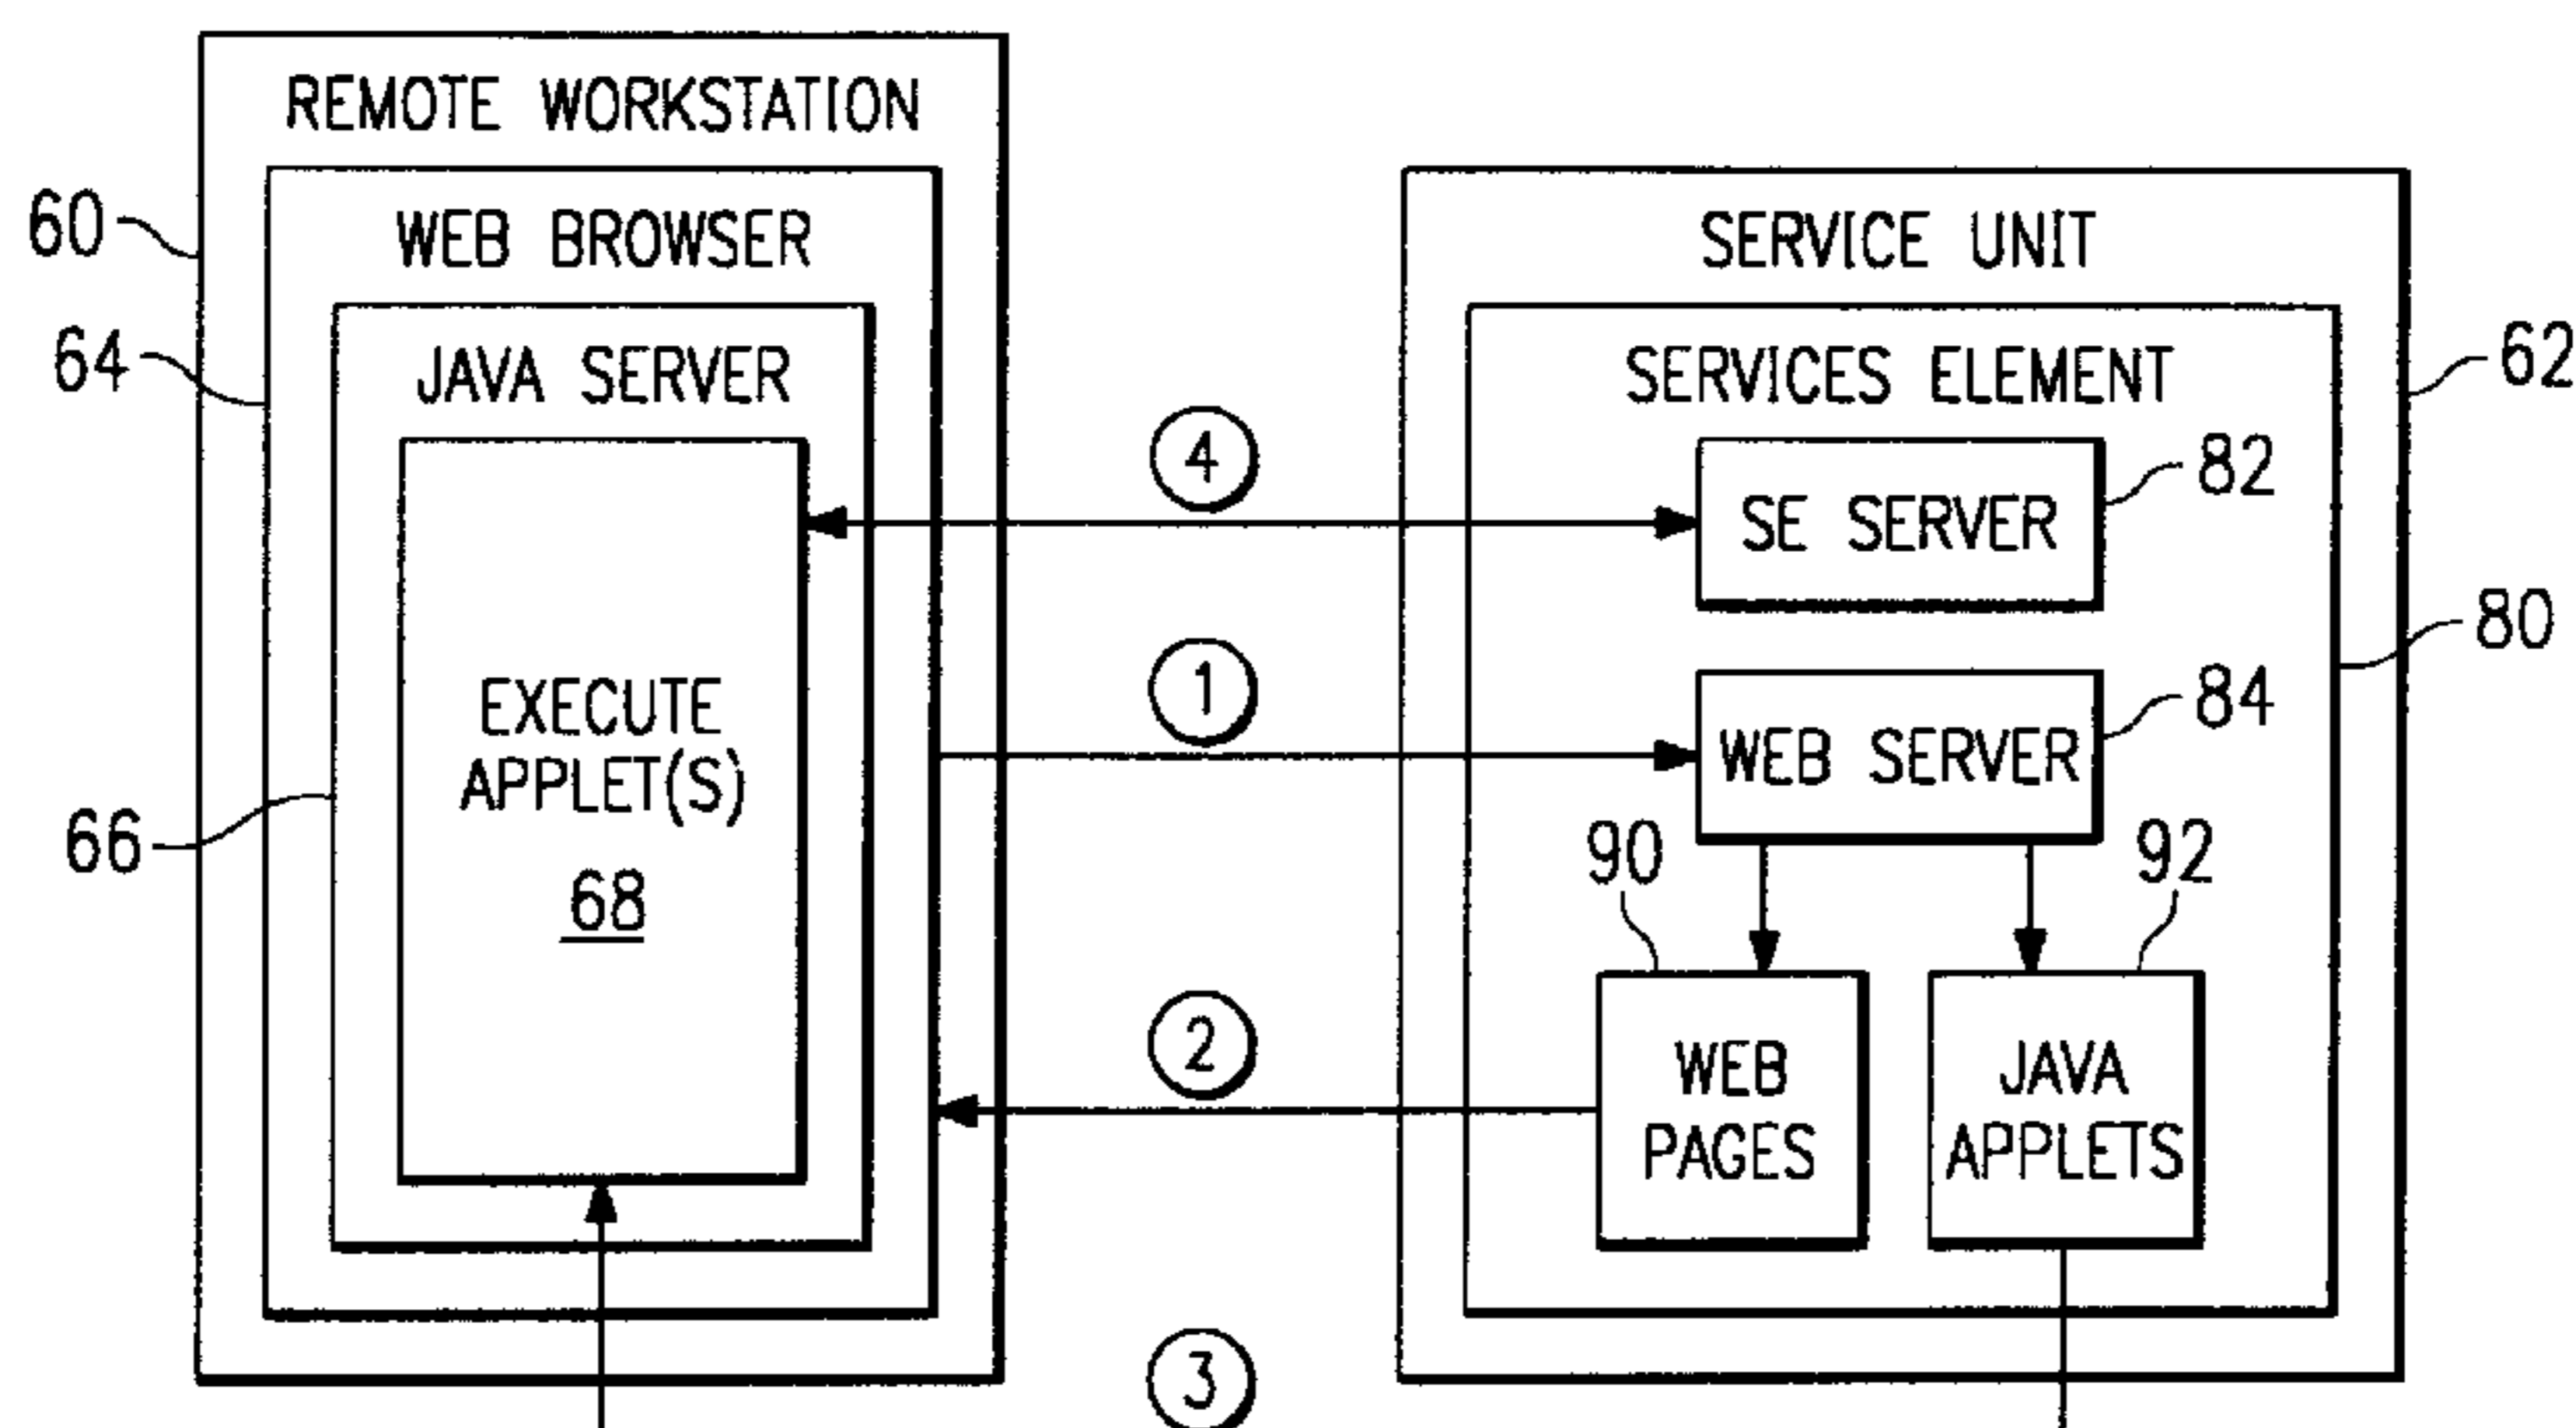 REMOTE WORKSTATION
60
WEB BROWSER
64
JAVA SERVER
66
EXECUTE
APPLET(S)
68
4
1
2
3
SERVICE UNIT
62
SERVICES ELEMENT
80
SE SERVER
82
WEB SERVER
84
90
92
WEB
PAGES
JAVA
APPLETS